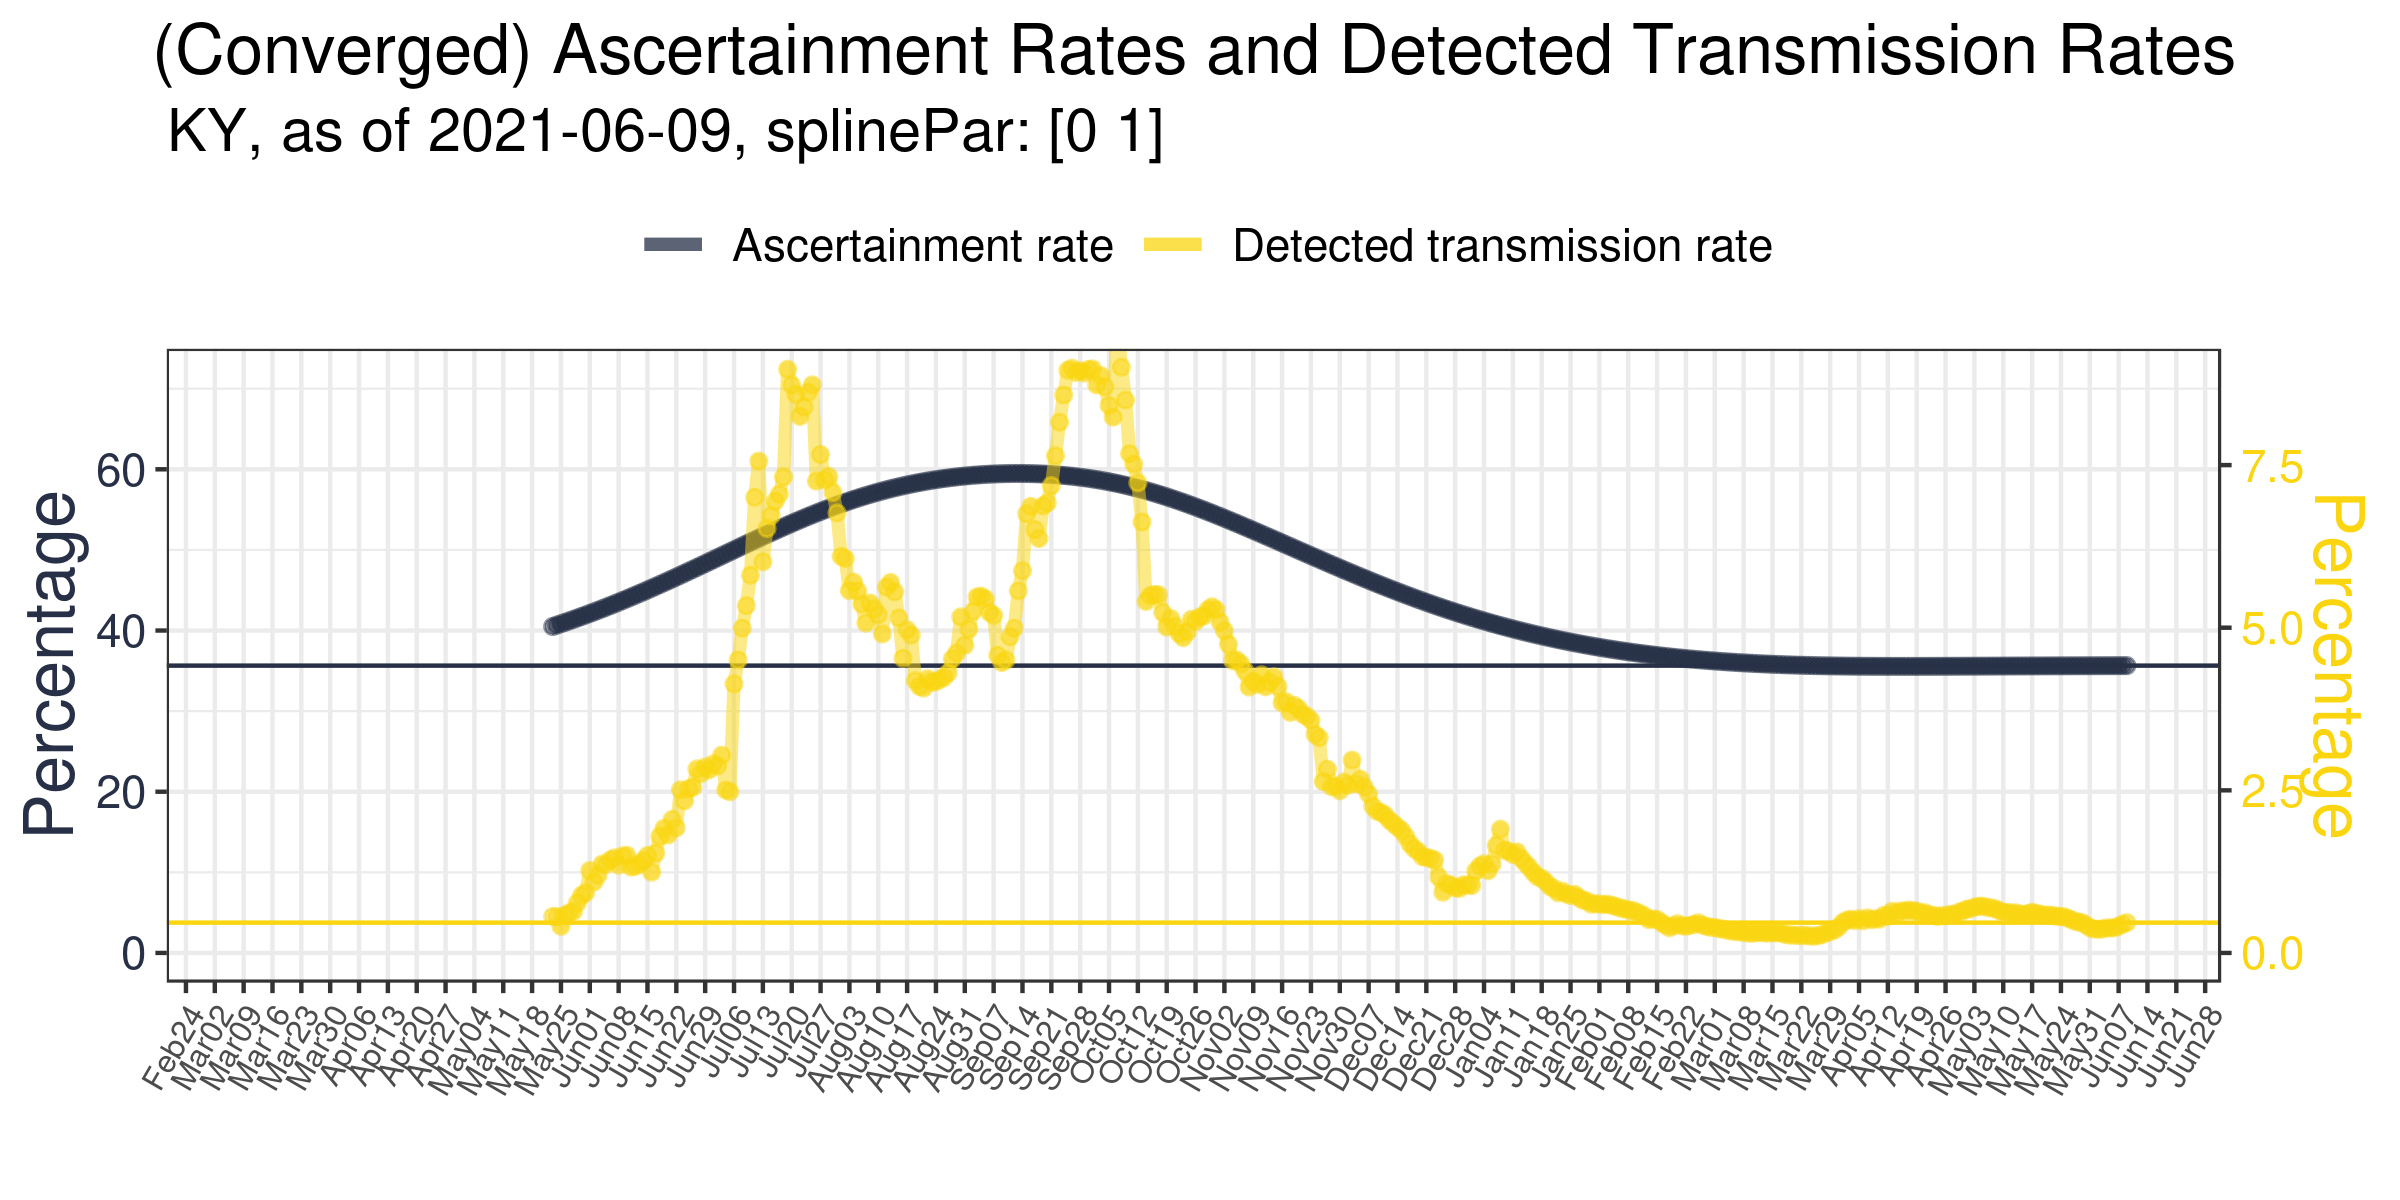 (Converged) Ascertainment Rates and Detected Transmission Rates
KY, as of 2021-06-09, splinePar: [0 1]
Ascertainment rate
Detected transmission rate
Percentage
60
40
20
0
7.5
5.0
2.5
0.0
Percentage
Feb24
Mar02
Mar09
Mar16
Mar23
Mar30
Apr06
Apr13
Apr20
Apr27
May04
May11
May18
May25
Jun01
Jun08
Jun15
Jun22
Jun29
Jul06
Jul13
Jul20
Jul27
Aug03
Aug10
Aug17
Aug24
Aug31
Sep07
Sep14
Sep21
Sep28
Oct05
Oct12
Oct19
Oct26
Nov02
Nov09
Nov16
Nov23
Nov30
Dec07
Dec14
Dec21
Dec28
Jan04
Jan11
Jan18
Jan25
Feb01
Feb08
Feb15
Feb22
Mar01
Mar08
Mar15
Mar22
Mar29
Apr05
Apr12
Apr19
Apr26
May03
May10
May17
May24
May31
Jun07
Jun14
Jun21
Jun28